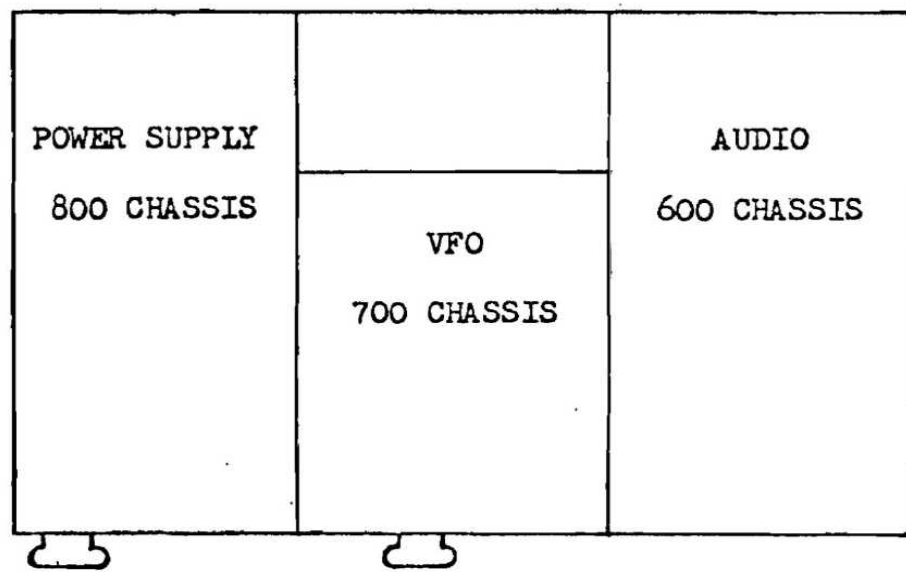 POWER SUPPLY
800 CHASSIS
VFO
700 CHASSIS
AUDIO
600 CHASSIS